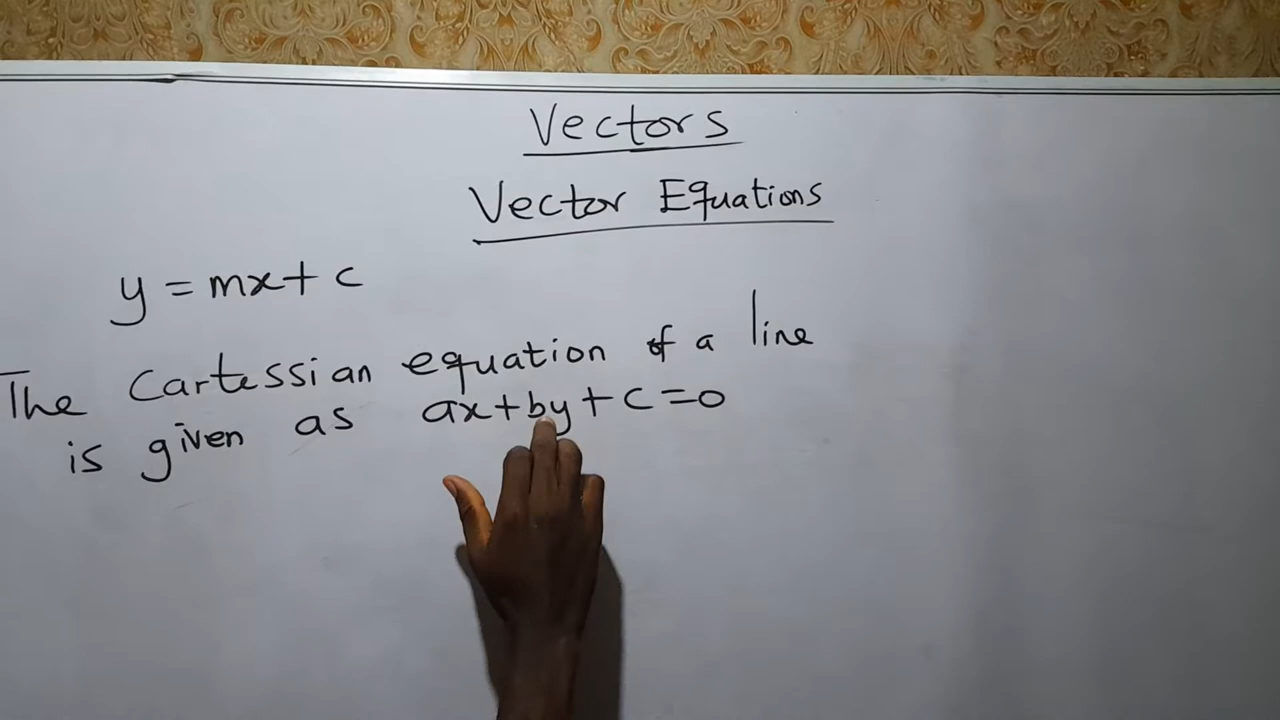 Vectors
Vector Equations
y = mx + c
The Cartessian equation of a line
is given as ax + by + c = 0